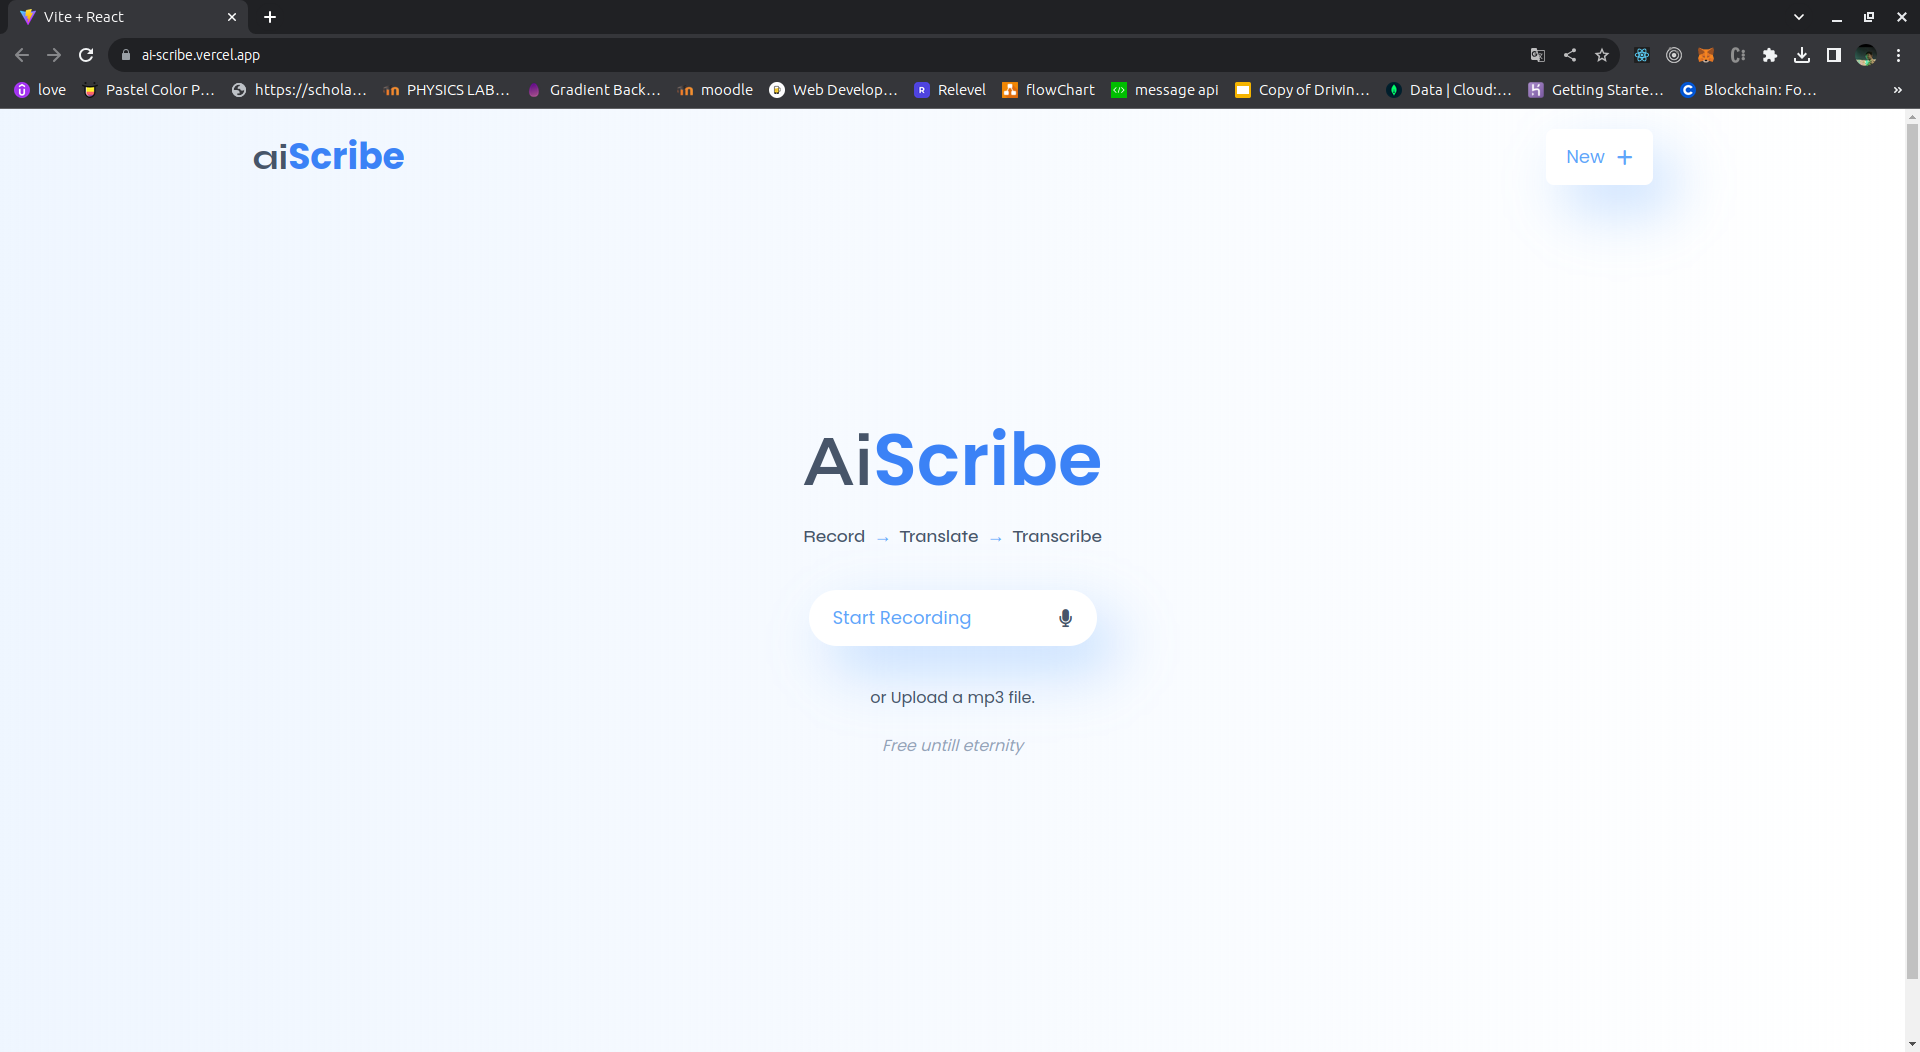 Vite + React
ai-scribe.vercel.app
love Pastel Color P... https://schola... PHYSICS LAB... Gradient Back... moodle Web Develop... Relevel flowChart message api Copy of Drivin... Data | Cloud:... Getting Starte... Blockchain: Fo... »
aiScribe New +
AiScribe
Record → Translate → Transcribe
Start Recording
or Upload a mp3 file.
Free untill eternity